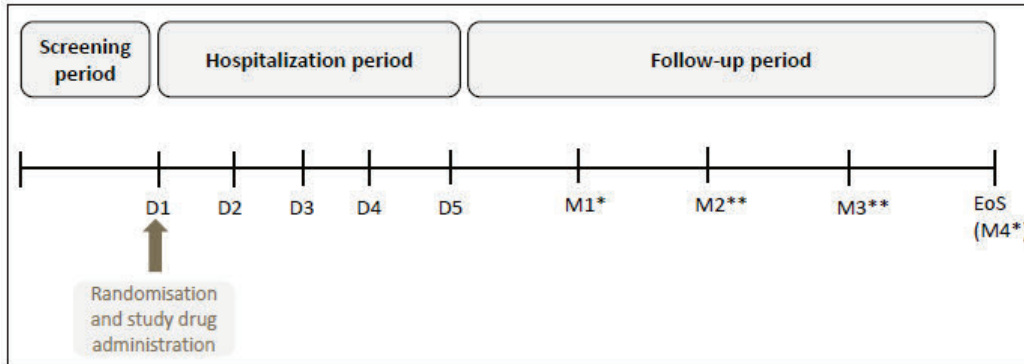 Screening
period
Hospitalization period
Follow-up period
D1
D2
D3
D4
D5
M1*
M2**
M3**
EoS
(M4*)
Randomisation
and study drug
administration